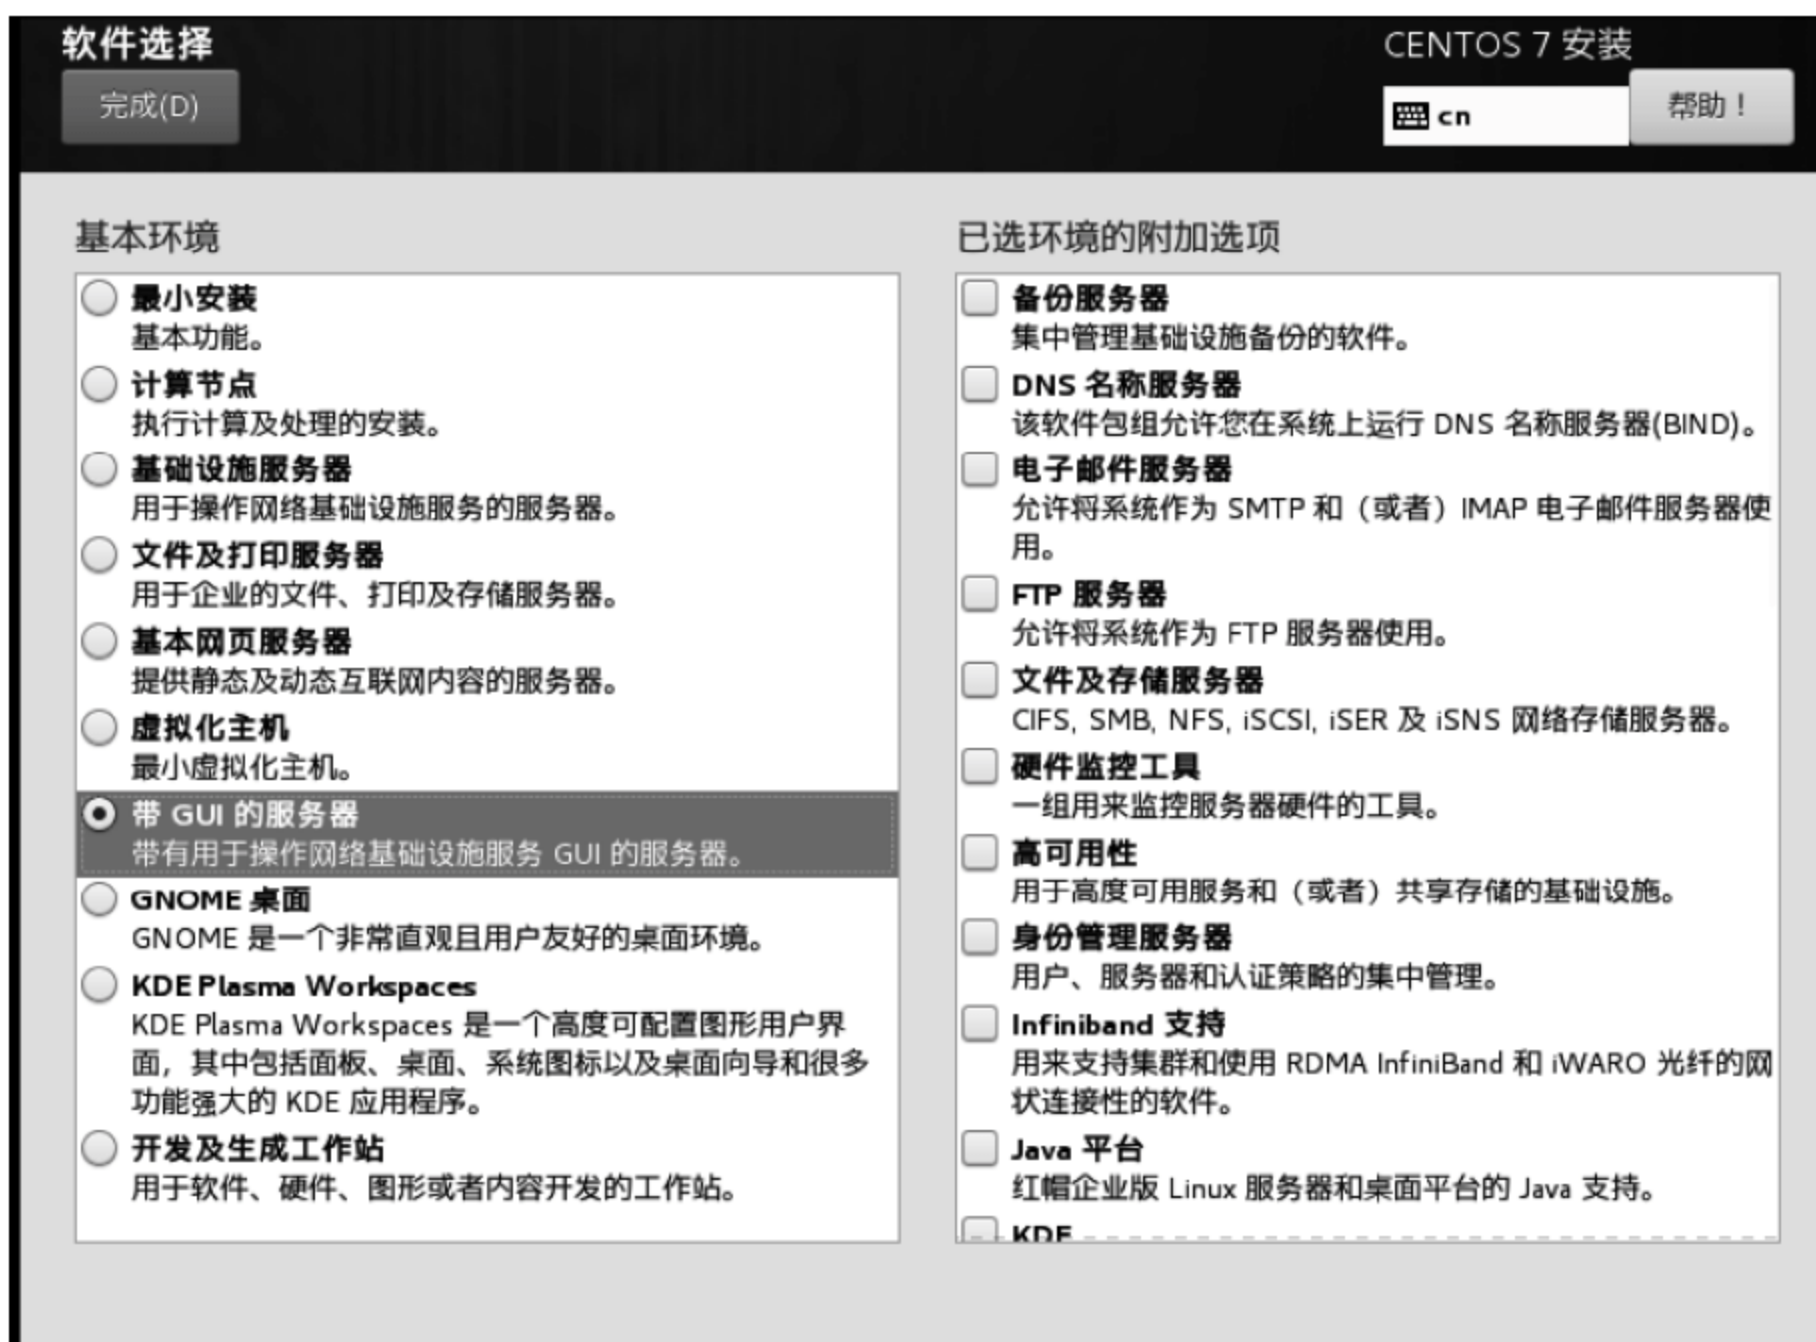 软件选择
CENTOS 7 安装
完成(D)
cn
帮助！
基本环境
最小安装
基本功能。
计算节点
执行计算及处理的安装。
基础设施服务器
用于操作网络基础设施服务的服务器。
文件及打印服务器
用于企业的文件、打印及存储服务器。
基本网页服务器
提供静态及动态互联网内容的服务器。
虚拟化主机
最小虚拟化主机。
带 GUI 的服务器
带有用于操作网络基础设施服务 GUI 的服务器。
GNOME 桌面
GNOME 是一个非常直观且用户友好的桌面环境。
KDE Plasma Workspaces
KDE Plasma Workspaces 是一个高度可配置图形用户界
面，其中包括面板、桌面、系统图标以及桌面向导和很多
功能强大的 KDE 应用程序。
开发及生成工作站
用于软件、硬件、图形或者内容开发的工作站。
已选环境的附加选项
备份服务器
集中管理基础设施备份的软件。
DNS 名称服务器
该软件包组允许您在系统上运行 DNS 名称服务器(BIND)。
电子邮件服务器
允许将系统作为 SMTP 和（或者）IMAP 电子邮件服务器使
用。
FTP 服务器
允许将系统作为 FTP 服务器使用。
文件及存储服务器
CIFS, SMB, NFS, iSCSI, iSER 及 iSNS 网络存储服务器。
硬件监控工具
一组用来监控服务器硬件的工具。
高可用性
用于高度可用服务和（或者）共享存储的基础设施。
身份管理服务器
用户、服务器和认证策略的集中管理。
Infiniband 支持
用来支持集群和使用 RDMA InfiniBand 和 iWARO 光纤的网
状连接性的软件。
Java 平台
红帽企业版 Linux 服务器和桌面平台的 Java 支持。
KDE